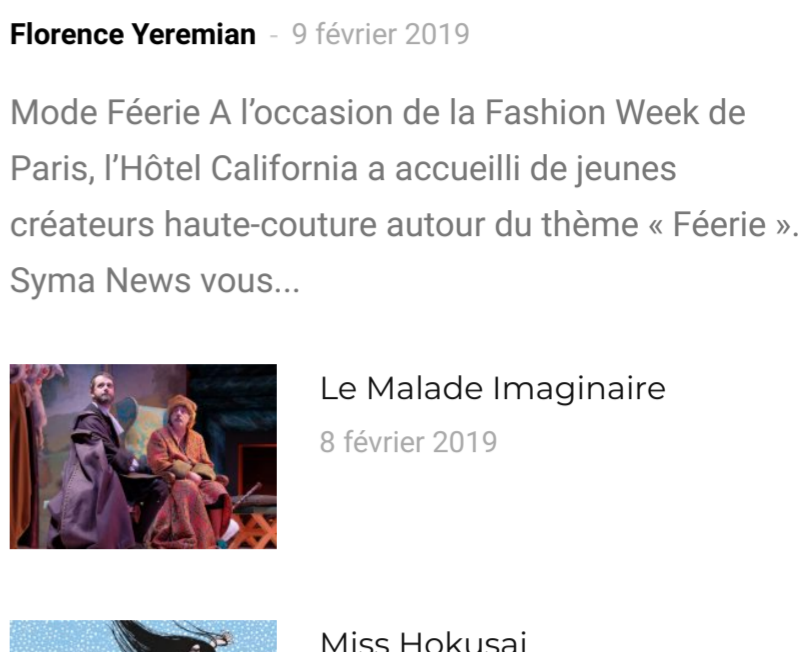 Florence Yeremian - 9 février 2019
Mode Féerie A l’occasion de la Fashion Week de
Paris, l’Hôtel California a accueilli de jeunes
créateurs haute-couture autour du thème « Féerie ».
Syma News vous...
Le Malade Imaginaire
8 février 2019
Miss Hokusai